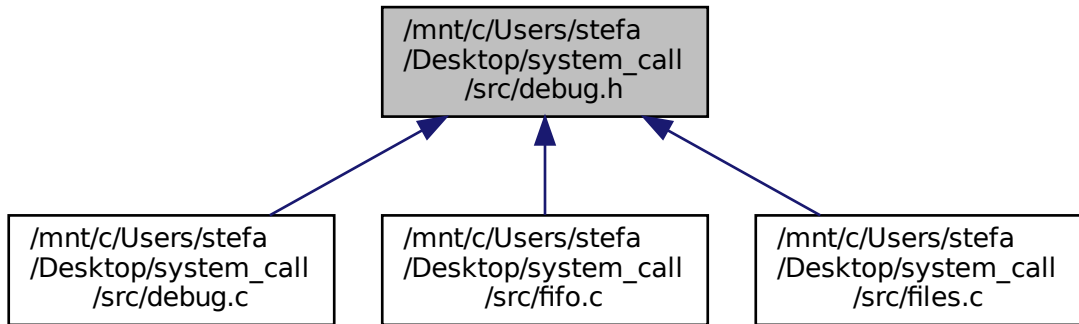 /mnt/c/Users/stefa
/Desktop/system_call
/src/debug.h
/mnt/c/Users/stefa
/Desktop/system_call
/src/debug.c
/mnt/c/Users/stefa
/Desktop/system_call
/src/fifo.c
/mnt/c/Users/stefa
/Desktop/system_call
/src/files.c